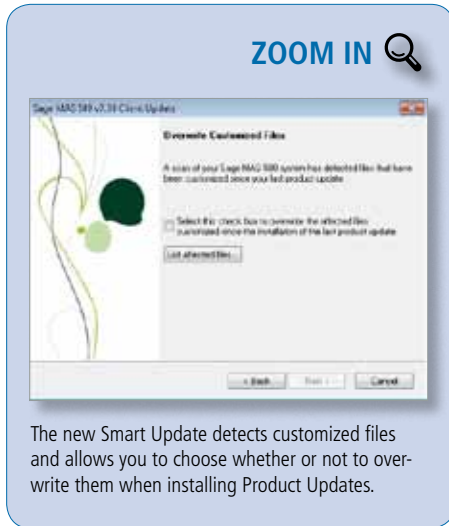 ZOOM IN
Sage MAS 500 v7.30 Client Update
Overwrite Customized Files
A scan of your Sage MAS 500 system has detected files that have
been customized since your last product update
Select this check box to overwrite the affected files
customized since the installation of the last product update
List affected files...
< Back
Next >
Cancel
The new Smart Update detects customized files
and allows you to choose whether or not to over-
write them when installing Product Updates.